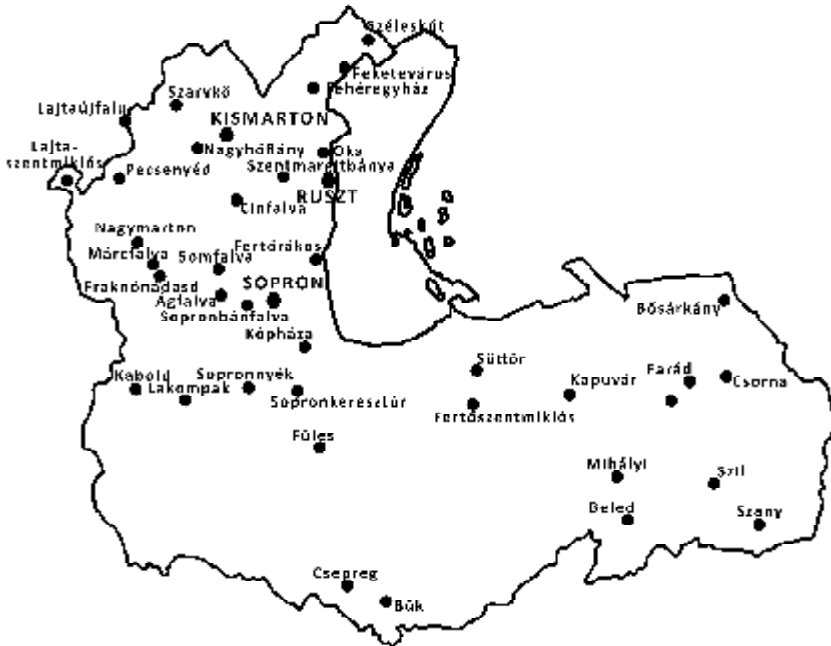 Széleskút
Feketeváros
Fehéregyház
Szarvkő
Lajtaújfalu
KISMARTON
Nagyhöflány
Oka
Lajta-
szentmiklós
Pecsenyéd
Szentmargitbánya
RUSZT
Cinfalva
Nagymarton
Márcfalva
Somfalva
Fertőrákos
Fraknónádasd
SOPRON
Ágfalva
Sopronbánfalva
Kópháza
Bősárkány
Süttör
Kabold
Lakompak
Sopronnyék
Sopronkeresztúr
Kapuvár
Farád
Csorna
Fertőszentmiklós
Füles
Mihályi
Szil
Beled
Szany
Csepreg
Bük